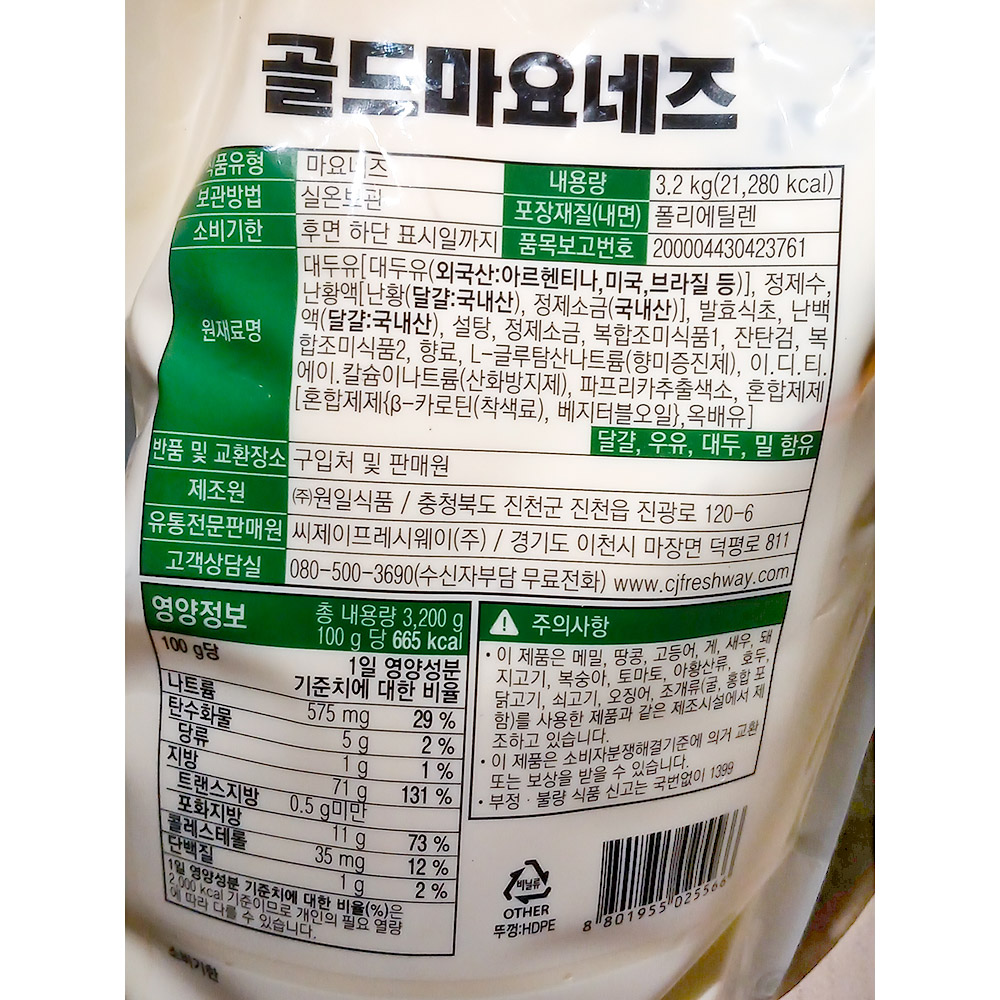 골드마요네즈
식품유형 마요네즈 내용량 3.2 kg(21,280 kcal)
보관방법 실온보관 포장재질(내면) 폴리에틸렌
소비기한 후면 하단 표시일까지 품목보고번호 200004430423761
원재료명
대두유[대두유(외국산:아르헨티나,미국,브라질 등)], 정제수,
난황액[난황(달걀:국내산), 정제소금(국내산)], 발효식초, 난백
액(달걀:국내산), 설탕, 정제소금, 복합조미식품1, 잔탄검, 복
합조미식품2, 향료, L-글루탐산나트륨(향미증진제), 이.디.티.
에이.칼슘이나트륨(산화방지제), 파프리카추출색소, 혼합제제
[혼합제제{β-카로틴(착색료), 베지터블오일},옥배유]
달걀, 우유, 대두, 밀 함유
반품 및 교환장소 구입처 및 판매원
제조원 ㈜원일식품 / 충청북도 진천군 진천읍 진광로 120-6
유통전문판매원 씨제이프레시웨이(주) / 경기도 이천시 마장면 덕평로 811
고객상담실 080-500-3690(수신자부담 무료전화) www.cjfreshway.com
영양정보 총 내용량 3,200 g
100 g 당 665 kcal
100 g당 1일 영양성분
기준치에 대한 비율
나트륨 575 mg 29 %
탄수화물 5 g 2 %
당류 1 g 1 %
지방 71 g 131 %
트랜스지방 0.5 g미만
포화지방 11 g 73 %
콜레스테롤 35 mg 12 %
단백질 1 g 2 %
1일 영양성분 기준치에 대한 비율(%)은
2,000 kcal 기준이므로 개인의 필요 열량
에 따라 다를 수 있습니다.
주의사항
• 이 제품은 메밀, 땅콩, 고등어, 게, 새우, 돼
지고기, 복숭아, 토마토, 아황산류, 호두,
닭고기, 쇠고기, 오징어, 조개류(굴, 홍합 포
함)를 사용한 제품과 같은 제조시설에서 제
조하고 있습니다.
• 이 제품은 소비자분쟁해결기준에 의거 교환
또는 보상을 받을 수 있습니다.
• 부정 · 불량 식품 신고는 국번없이 1399
비닐류
OTHER
뚜껑:HDPE
8 801955 025566
소비기한